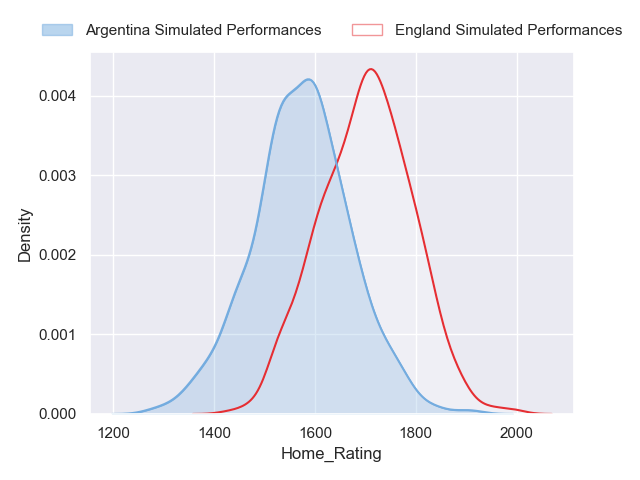 Argentina Simulated Performances England Simulated Performances
0.004
0.003
0.002
0.001
0.000
Density
1200 1400 1600 1800 2000
Home_Rating